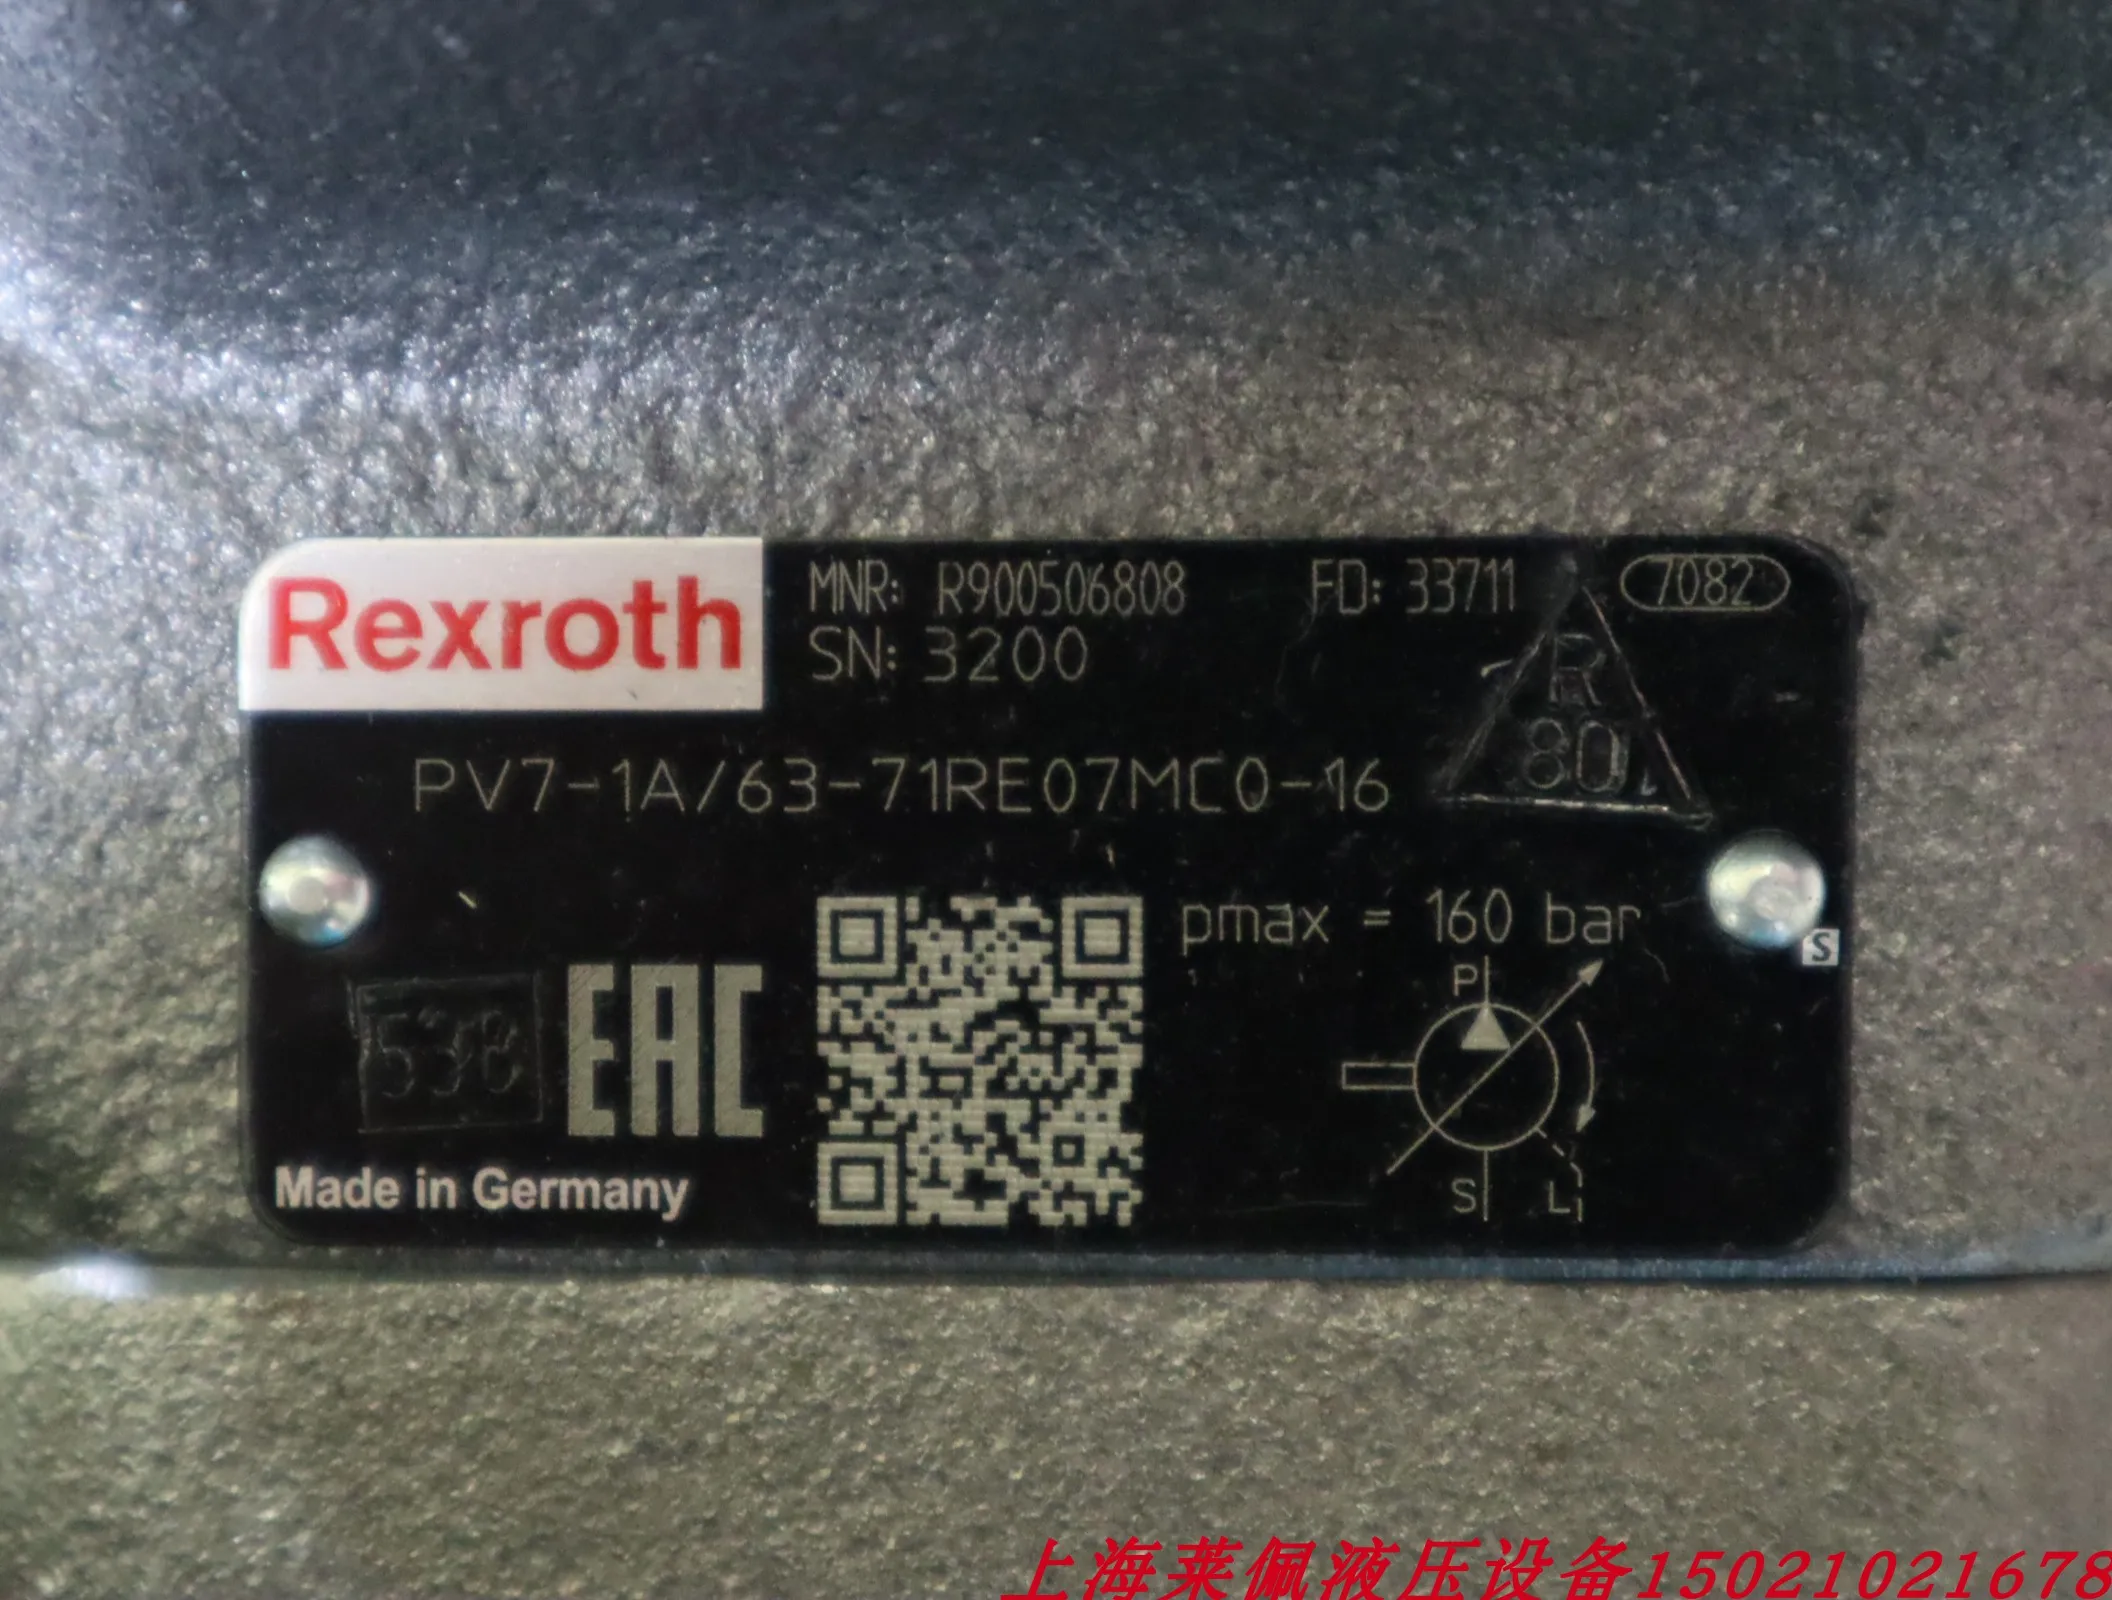 Rexroth
MNR: R900506808 FD: 33711 7082
SN: 3200
R
80
PV7-1A/63-71RE07MC0-16
pmax = 160 bar
S
538
EAC
P
S L
Made in Germany
上海莱佩液压设备15021021678